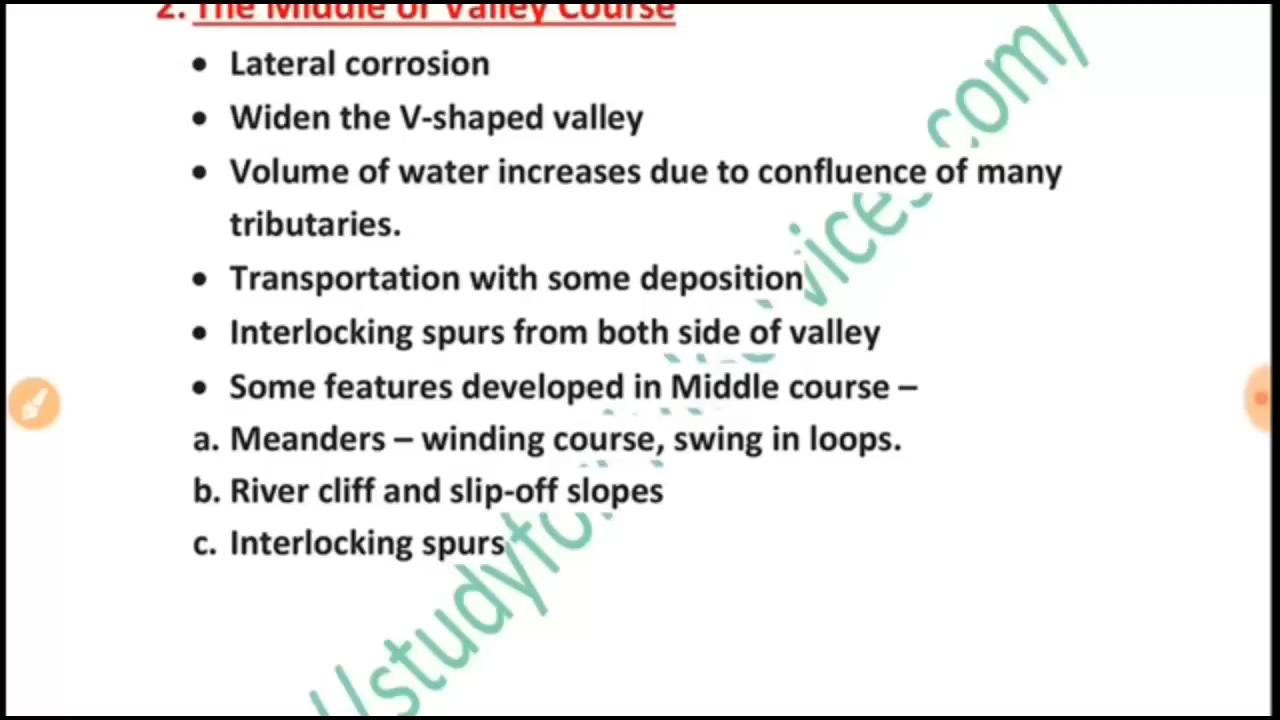 2. The Middle or Valley Course
• Lateral corrosion
• Widen the V-shaped valley
• Volume of water increases due to confluence of many
tributaries.
• Transportation with some deposition
• Interlocking spurs from both side of valley
• Some features developed in Middle course –
a. Meanders – winding course, swing in loops.
b. River cliff and slip-off slopes
c. Interlocking spurs